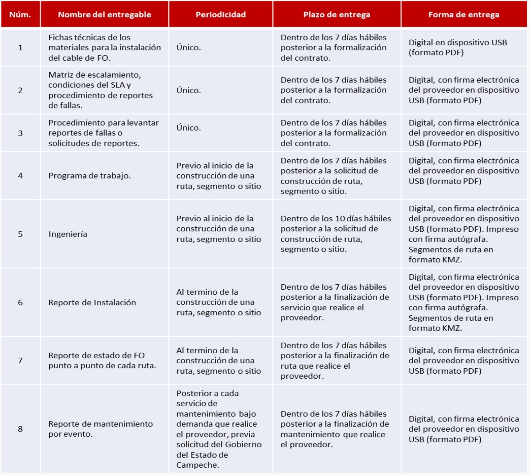 Núm.
Nombre del entregable
Periodicidad
Plazo de entrega
Forma de entrega
1
Fichas técnicas de los
materiales para la instalación
del cable de FO.
Único.
Dentro de los 7 días hábiles
posterior a la formalización
del contrato.
Digital en dispositivo USB
(formato PDF)
2
Matriz de escalamiento,
condiciones del SLA y
procedimiento de reportes
de fallas.
Único.
Dentro de los 7 días hábiles
posterior a la formalización
del contrato.
Digital, con firma electrónica
del proveedor en dispositivo
USB (formato PDF)
3
Procedimiento para levantar
reportes de fallas o
solicitudes de reportes.
Único.
Dentro de los 7 días hábiles
posterior a la formalización
del contrato.
Digital, con firma electrónica
del proveedor en dispositivo
USB (formato PDF)
4
Programa de trabajo.
Previo al inicio de la
construcción de una
ruta, segmento o sitio
Dentro de los 7 días hábiles
posterior a la solicitud de
construcción de ruta,
segmento o sitio.
Digital, con firma electrónica
del proveedor en dispositivo
USB (formato PDF)
5
Ingeniería
Previo al inicio de la
construcción de una
ruta, segmento o sitio
Dentro de los 10 días hábiles
posterior a la solicitud de
construcción de ruta,
segmento o sitio.
Digital, con firma electrónica
del proveedor en dispositivo
USB (formato PDF). Impreso
con firma autógrafa.
Segmentos de ruta en
formato KMZ.
6
Reporte de Instalación
Al termino de la
construcción de una
ruta, segmento o sitio
Dentro de los 7 días hábiles
posterior a la finalización de
servicio que realice el
proveedor.
Digital, con firma electrónica
del proveedor en dispositivo
USB (formato PDF). Impreso
con firma autógrafa.
Segmentos de ruta en
formato KMZ.
7
Reporte de estado de FO
punto a punto de cada ruta.
Al termino de la
construcción de una
ruta, segmento o sitio
Dentro de los 7 días hábiles
posterior a la finalización de
ruta que realice el
proveedor.
Digital, con firma electrónica
del proveedor en dispositivo
USB (formato PDF)
8
Reporte de mantenimiento
por evento.
Posterior a cada
servicio de
mantenimiento bajo
demanda que realice
el proveedor, previa
solicitud del Gobierno
del Estado de
Campeche.
Dentro de los 7 días hábiles
posterior a la finalización de
mantenimiento que realice
el proveedor.
Digital, con firma electrónica
del proveedor en dispositivo
USB (formato PDF)